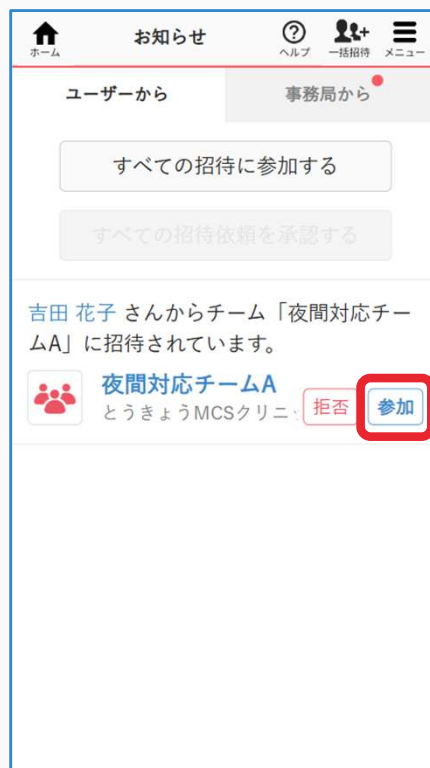 お知らせ
ホーム
ヘルプ
一括招待
メニュー
ユーザーから
事務局から
すべての招待に参加する
すべての招待依頼を承認する
吉田 花子 さんからチーム「夜間対応チー
ムA」に招待されています。
夜間対応チームA
とうきょうMCSクリニッ
拒否
参加